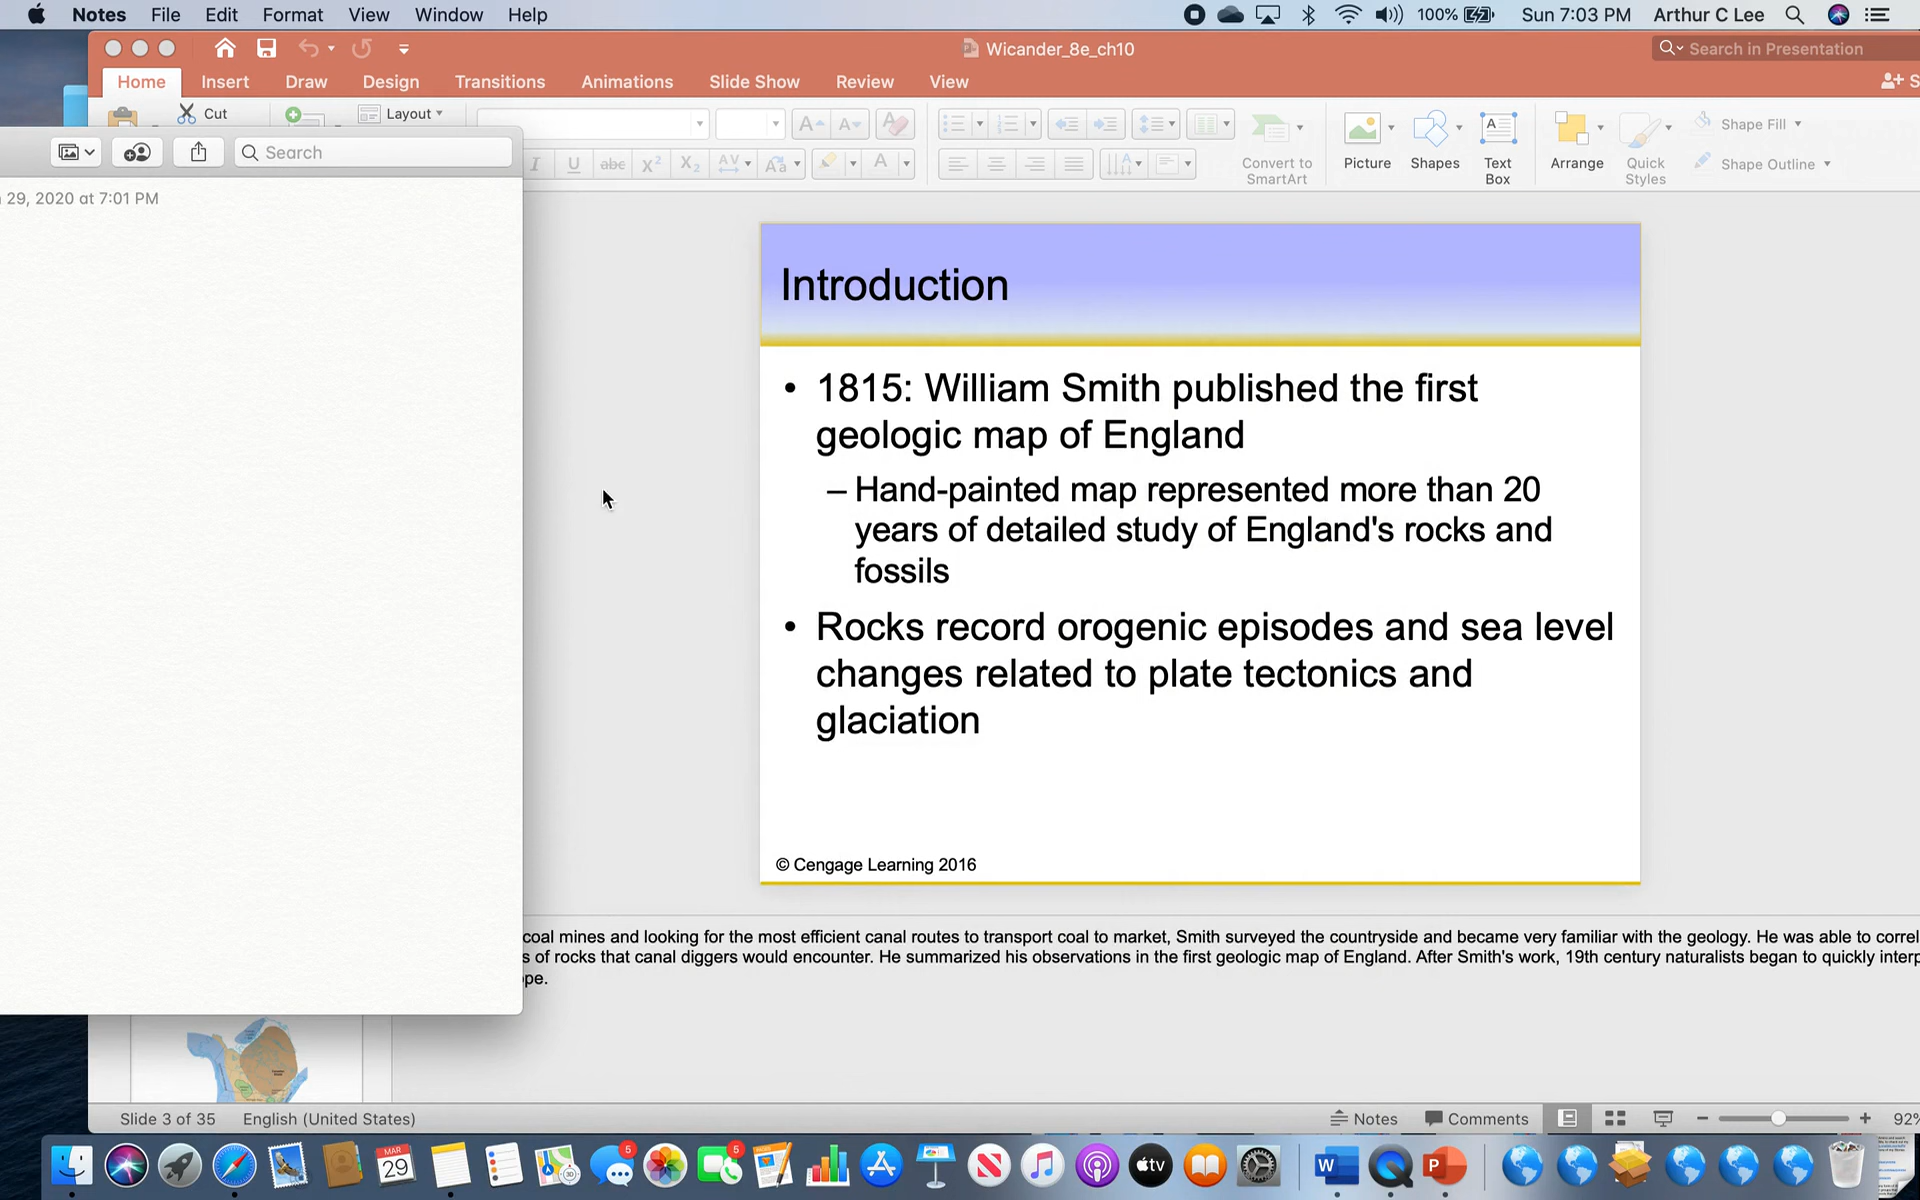 Notes File Edit Format View Window Help 100% Sun 7:03 PM Arthur C Lee
Wicander_8e_ch10
Search in Presentation
Home Insert Draw Design Transitions Animations Slide Show Review View
Cut
Layout
Search
29, 2020 at 7:01 PM
Convert to
SmartArt
Picture
Shapes
Text
Box
Arrange
Quick
Styles
Shape Fill
Shape Outline
Introduction
• 1815: William Smith published the first
geologic map of England
– Hand-painted map represented more than 20
years of detailed study of England's rocks and
fossils
• Rocks record orogenic episodes and sea level
changes related to plate tectonics and
glaciation
© Cengage Learning 2016
coal mines and looking for the most efficient canal routes to transport coal to market, Smith surveyed the countryside and became very familiar with the geology. He was able to correl
s of rocks that canal diggers would encounter. He summarized his observations in the first geologic map of England. After Smith's work, 19th century naturalists began to quickly interp
pe.
Slide 3 of 35 English (United States) Notes Comments 92%
MAR
29
5
5
tv
W
P